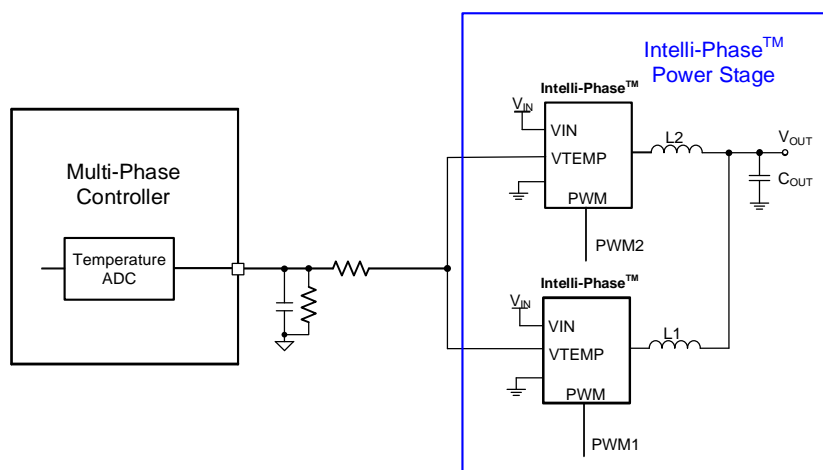 Intelli-Phase™
Power Stage
Intelli-Phase™
VIN
VIN
VTEMP
PWM
L2
VOUT
COUT
PWM2
Multi-Phase
Controller
Temperature
ADC
Intelli-Phase™
VIN
VIN
VTEMP
PWM
L1
PWM1